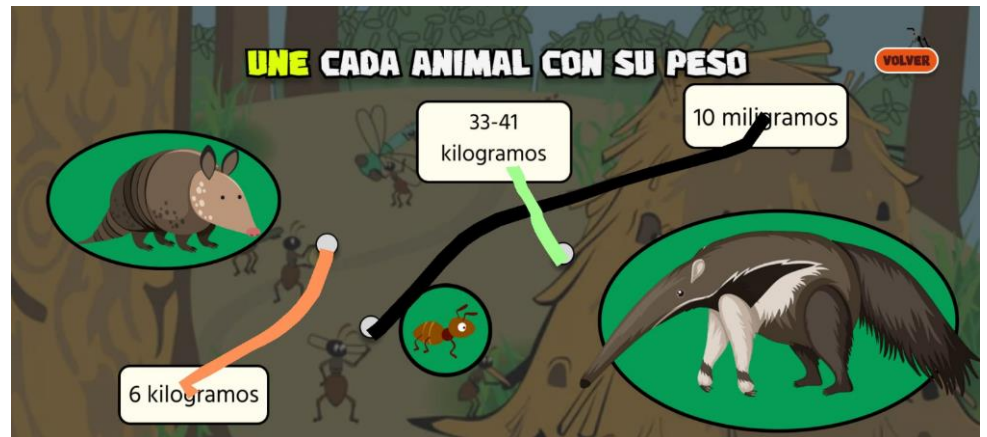 UNE CADA ANIMAL CON SU PESO
VOLVER
33-41
kilogramos
10 miligramos
6 kilogramos